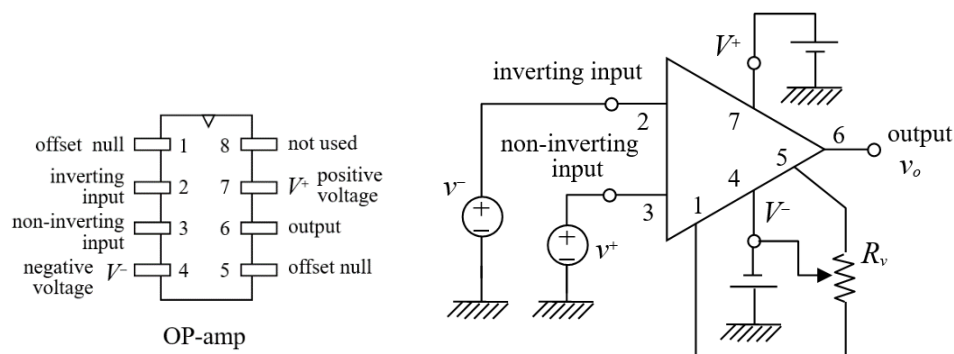 offset null 1 8 not used
inverting input 2 7 V⁺ positive voltage
non-inverting input 3 6 output
negative voltage V⁻ 4 5 offset null
OP-amp
V⁺
inverting input
2
7
non-inverting
input
3
6
output
vₒ
5
4
1
V⁻
v⁻
+
−
+
−
v⁺
Rᵥ